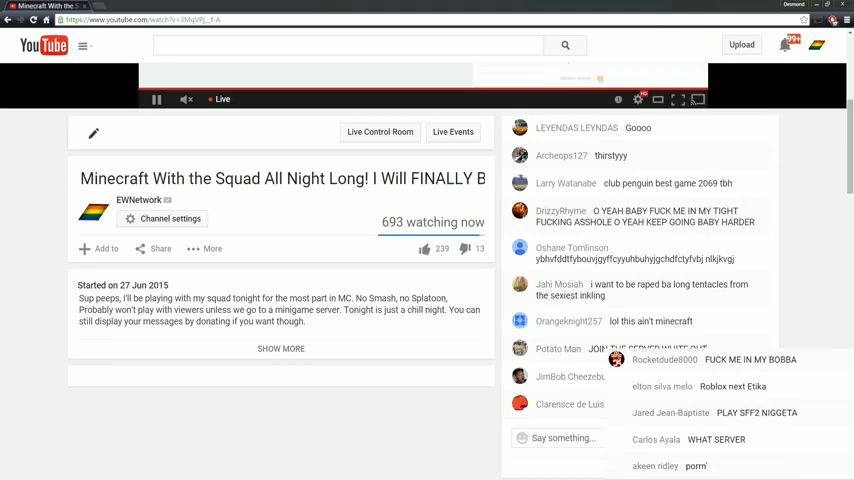 Minecraft With the S
Desmond
https://www.youtube.com/watch?v=3MqVPj_f-A
YouTube
Upload
99+
Live
HD
Live Control Room
Live Events
Minecraft With the Squad All Night Long! I Will FINALLY B
EWNetwork
Channel settings
693 watching now
Add to
Share
More
239
13
Started on 27 Jun 2015
Sup peeps, I'll be playing with my squad tonight for the most part in MC. No Smash, no Splatoon,
Probably won't play with viewers unless we go to a minigame server. Tonight is just a chill night. You can
still display your messages by donating if you want though.
SHOW MORE
LEYENDAS LEYNDAS Goooo
Archeops127 thirstyyy
Larry Watanabe club penguin best game 2069 tbh
DrizzyRhyme O YEAH BABY FUCK ME IN MY TIGHT
FUCKING ASSHOLE O YEAH KEEP GOING BABY HARDER
Oshane Tomlinson
ybhvfddtfybouvjgyffcyyuhbuhyjgchdfctyfvbj nlkjkvgj
Jahi Mosiah i want to be raped ba long tentacles from
the sexiest inkling
Orangeknight257 lol this ain't minecraft
Potato Man JOIN THE SERVER WHITE OUT
JimBob Cheezebu
Clarensce de Luis
Say something...
Rocketdude8000 FUCK ME IN MY BOBBA
elton silva melo Roblox next Etika
Jared Jean-Baptiste PLAY SFF2 NIGGETA
Carlos Ayala WHAT SERVER
akeen ridley porrn'